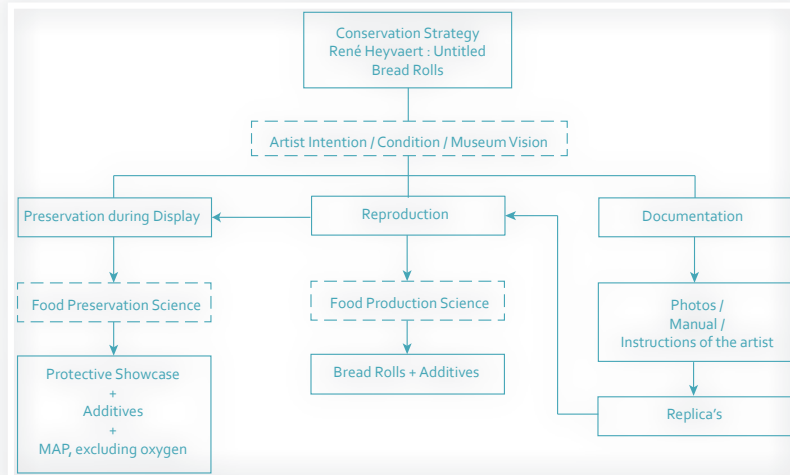 Conservation Strategy
René Heyvaert : Untitled
Bread Rolls
Artist Intention / Condition / Museum Vision
Preservation during Display
Reproduction
Documentation
Food Preservation Science
Food Production Science
Photos /
Manual /
Instructions of the artist
Protective Showcase
+
Additives
+
MAP, excluding oxygen
Bread Rolls + Additives
Replica's